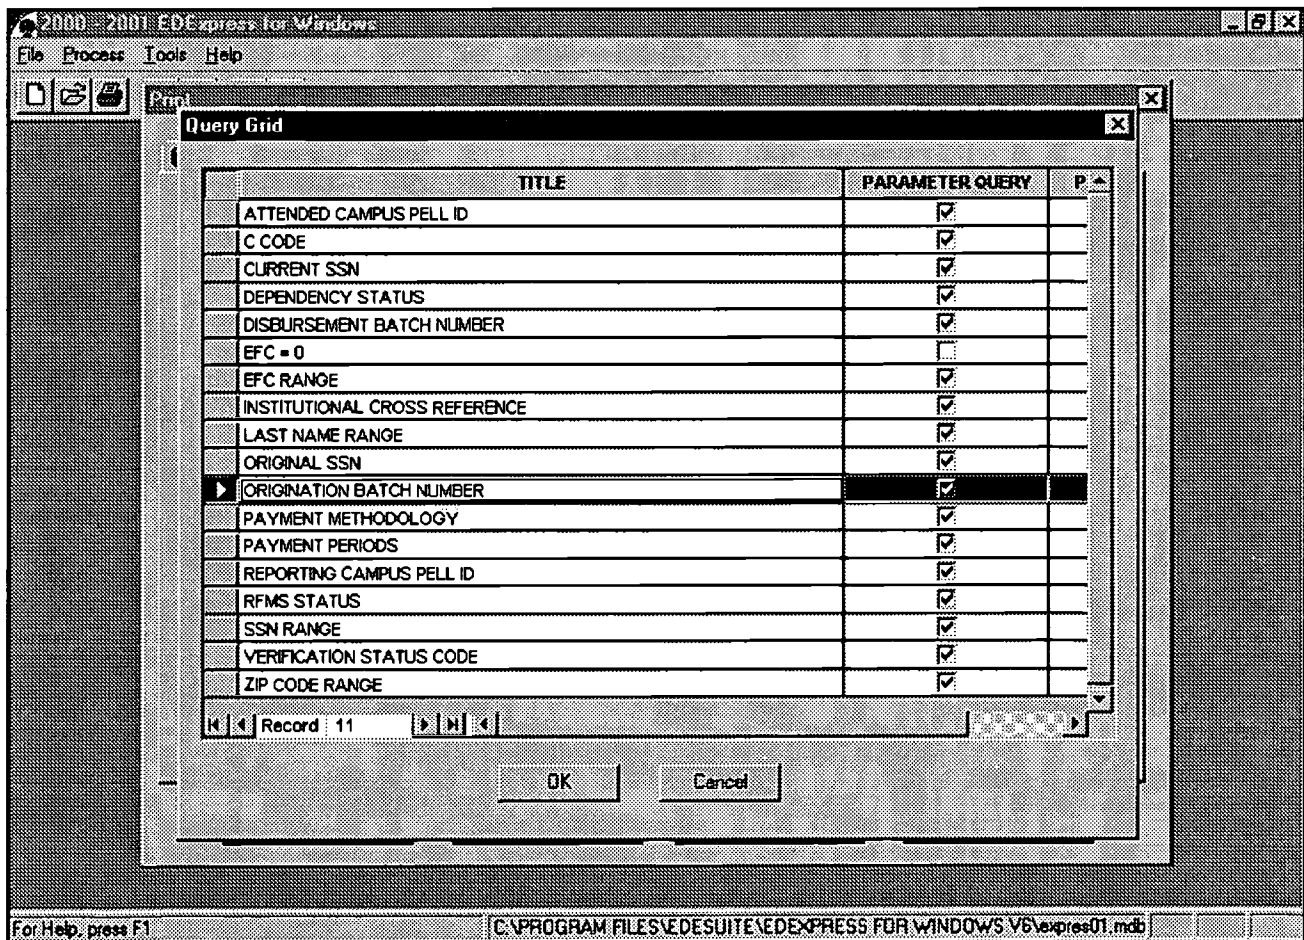 2000 - 2001 EDExpress for Windows
File Process Tools Help
Print
Query Grid
TITLE PARAMETER QUERY P
ATTENDED CAMPUS PELL ID
C CODE
CURRENT SSN
DEPENDENCY STATUS
DISBURSEMENT BATCH NUMBER
EFC = 0
EFC RANGE
INSTITUTIONAL CROSS REFERENCE
LAST NAME RANGE
ORIGINAL SSN
ORIGINATION BATCH NUMBER
PAYMENT METHODOLOGY
PAYMENT PERIODS
REPORTING CAMPUS PELL ID
RFMS STATUS
SSN RANGE
VERIFICATION STATUS CODE
ZIP CODE RANGE
Record 11
OK Cancel
For Help, press F1 C:\PROGRAM FILES\EDESUITE\EDEXPRESS FOR WINDOWS V6\expres01.mdb